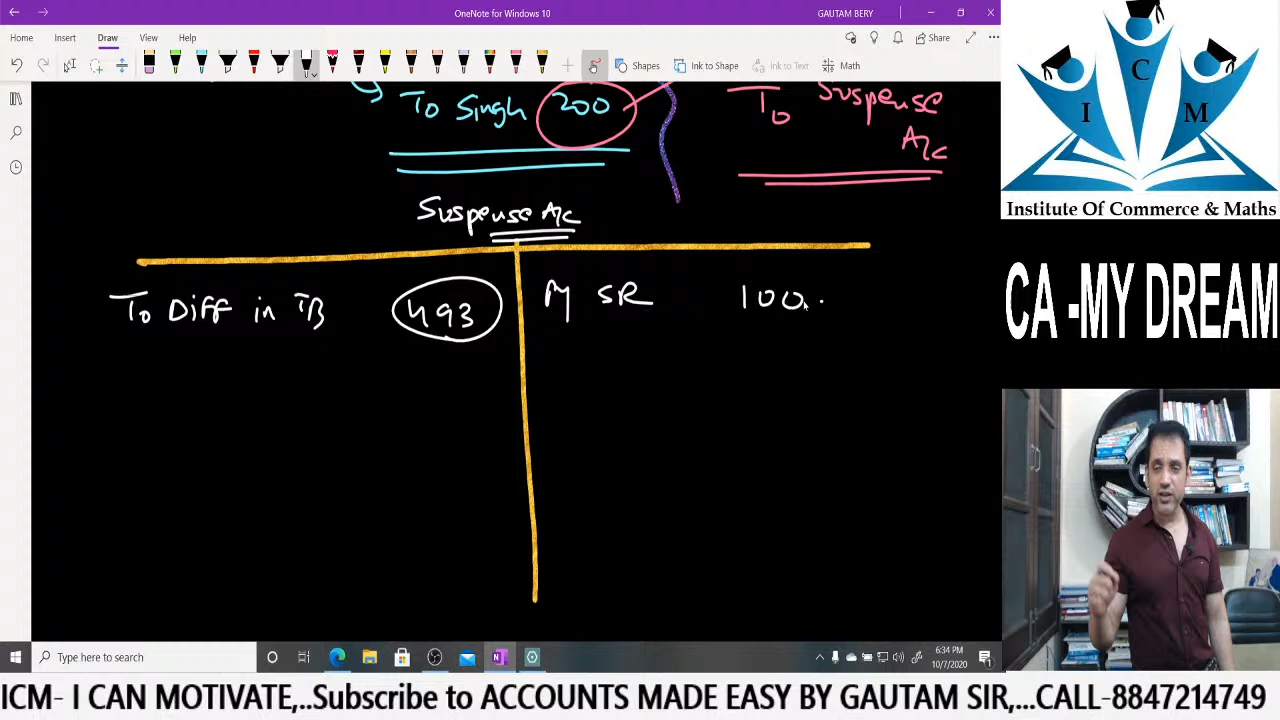 OneNote for Windows 10
GAUTAM BERY
Home Insert Draw View Help
Share
Shapes
Ink to Shape
Ink to Text
Math
To Singh 200
To Suspense
A/c
Suspense A/c
To Diff in TB 493
By SR 100
I C M
Institute Of Commerce & Maths
CA -MY DREAM
Type here to search
6:34 PM
10/7/2020
ICM- I CAN MOTIVATE,..Subscribe to ACCOUNTS MADE EASY BY GAUTAM SIR,...CALL-8847214749